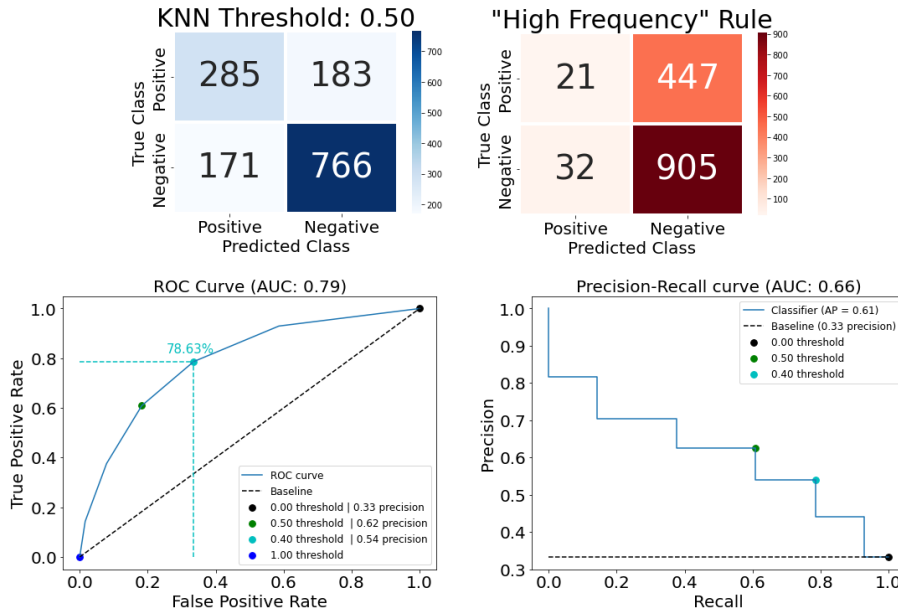 KNN Threshold: 0.50
True Class
Positive
Negative
285
183
171
766
Positive
Negative
Predicted Class
700
600
500
400
300
200
"High Frequency" Rule
True Class
Positive
Negative
21
447
32
905
Positive
Negative
Predicted Class
900
800
700
600
500
400
300
200
100
ROC Curve (AUC: 0.79)
True Positive Rate
1.0
0.8
0.6
0.4
0.2
0.0
78.63%
ROC curve
Baseline
0.00 threshold | 0.33 precision
0.50 threshold | 0.62 precision
0.40 threshold | 0.54 precision
1.00 threshold
0.0 0.2 0.4 0.6 0.8 1.0
False Positive Rate
Precision-Recall curve (AUC: 0.66)
Precision
1.0
0.9
0.8
0.7
0.6
0.5
0.4
0.3
Classifier (AP = 0.61)
Baseline (0.33 precision)
0.00 threshold
0.50 threshold
0.40 threshold
0.0 0.2 0.4 0.6 0.8 1.0
Recall